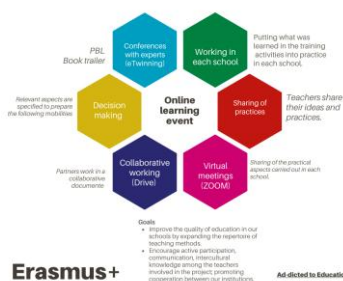 PBL
Book trailer
Conferences
with experts
(eTwinning)
Working in
each school
Putting what was
learned in the training
activities into practice
in each school.
Relevant aspects are
specified to prepare
the following mobilities
Decision
making
Online
learning
event
Sharing of
practices
Teachers share
their ideas and
practices.
Partners work in a
collaborative
documente
Collaborative
working
(Drive)
Virtual
meetings
(ZOOM)
Sharing of the practical
aspects carried out in each
school.
Goals
Improve the quality of education in our
schools by expanding the repertoire of
teaching methods.
Encourage active participation,
communication, intercultural
knowledge among the teachers
involved in the project, promoting
cooperation between our institutions.
Erasmus+
Ad-dicted to Education